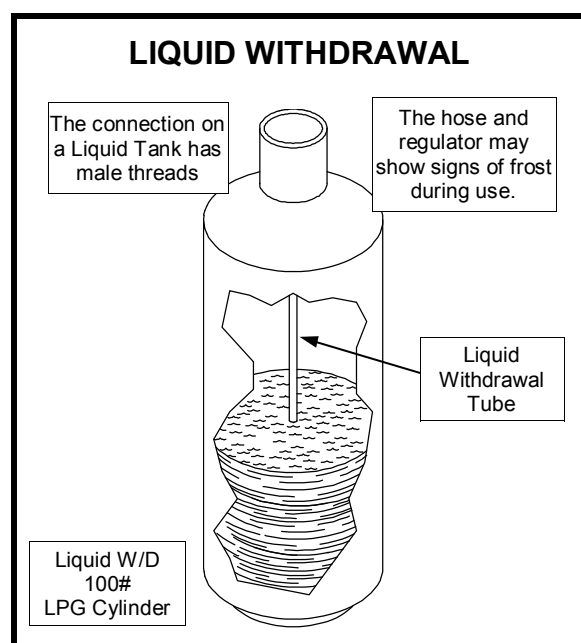 LIQUID WITHDRAWAL
The connection on
a Liquid Tank has
male threads
The hose and
regulator may
show signs of frost
during use.
Liquid
Withdrawal
Tube
Liquid W/D
100#
LPG Cylinder